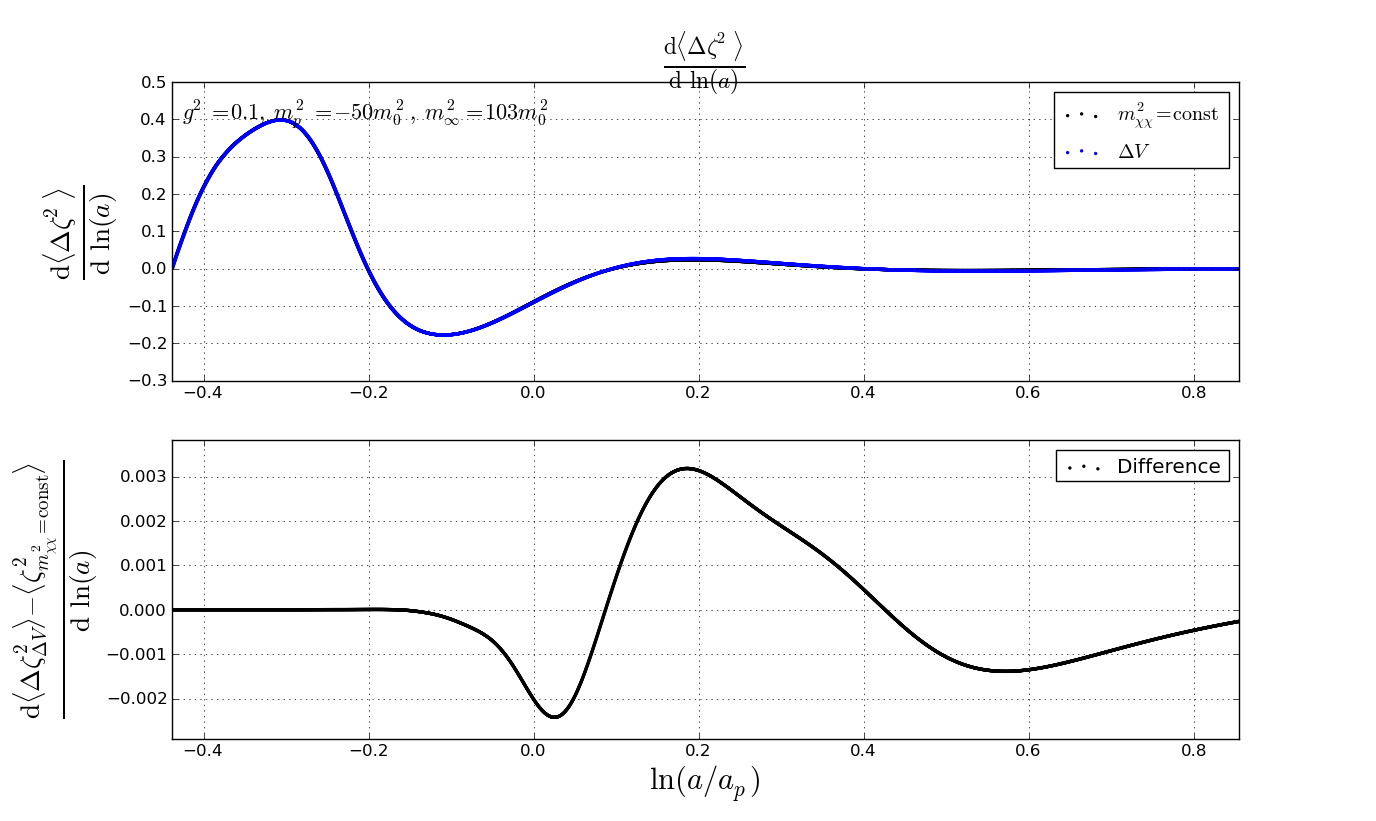 d⟨Δζ²⟩
d ln(a)
g² =0.1, m_p² =−50m_0² , m_∞² =103m_0²
m²_χχ=const
ΔV
d⟨Δζ²⟩
d ln(a)
0.5
0.4
0.3
0.2
0.1
0.0
−0.1
−0.2
−0.3
−0.4 −0.2 0.0 0.2 0.4 0.6 0.8
Difference
d⟨Δζ²_ΔV⟩−⟨ζ²_{m²_χχ=const}⟩
d ln(a)
0.003
0.002
0.001
0.000
−0.001
−0.002
−0.4 −0.2 0.0 0.2 0.4 0.6 0.8
ln(a/a_p)